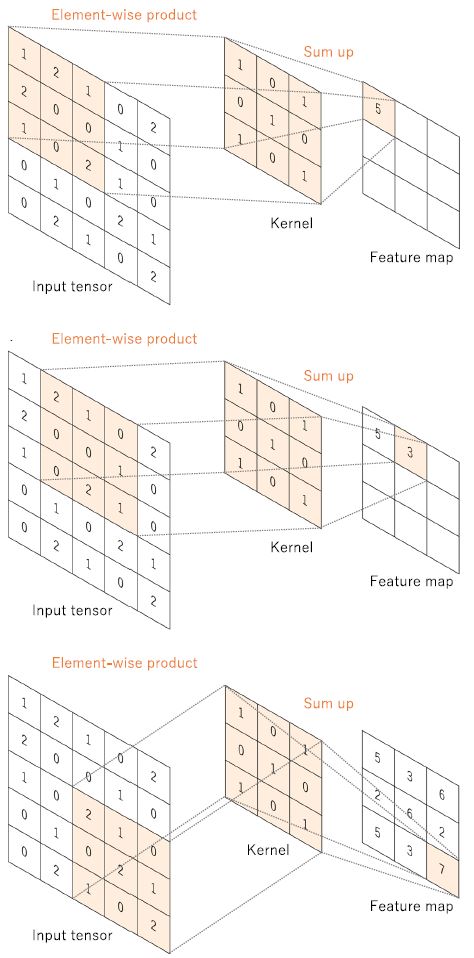 Element-wise product
Sum up
1 2 1 0 2
2 0 0 1 0
1 0 2 1 0
0 1 0 2 1
0 2 1 0 2
Input tensor
1 0 1
0 1 0
1 0 1
Kernel
5
Feature map
Element-wise product
Sum up
1 2 1 0 2
2 0 0 1 0
1 0 2 1 0
0 1 0 2 1
0 2 1 0 2
Input tensor
1 0 1
0 1 0
1 0 1
Kernel
5 3
Feature map
Element-wise product
Sum up
1 2 1 0 2
2 0 0 1 0
1 0 2 1 0
0 1 0 2 1
0 2 1 0 2
Input tensor
1 0 1
0 1 0
1 0 1
Kernel
5 3 6
2 6 2
5 3 7
Feature map